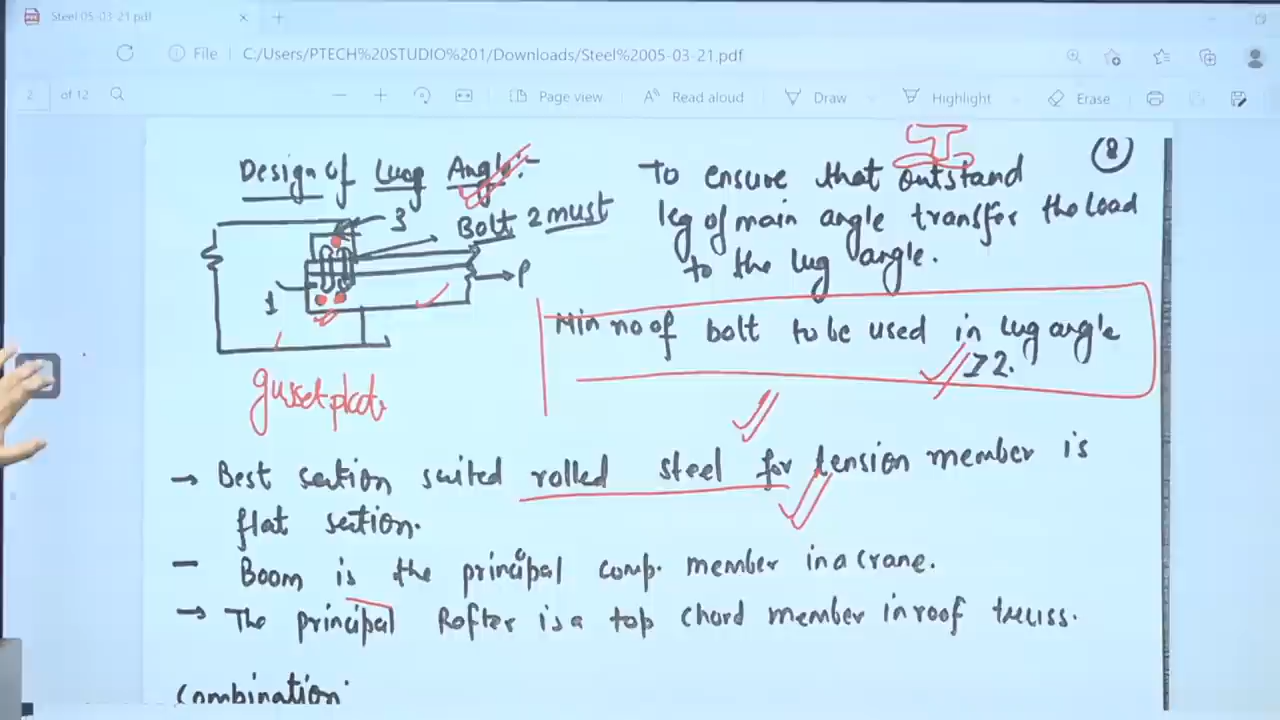 Steel 05-03-21.pdf
File C:/Users/PTECH%20STUDIO%201/Downloads/Steel%2005-03-21.pdf
2 of 12 Page view Read aloud Draw Highlight Erase
(8)
Design of Lug Angle:-
3
Bolt 2 must
P
1
gusset plate
To ensure that outstand
leg of main angle transfer the load
to the lug angle.
Min no of bolt to be used in lug angle
I 2.
→ Best section suited rolled steel for tension member is
flat section.
— Boom is the principal comp. member in a crane.
→ The principal Rofter is a top chord member in roof truss.
Combination: